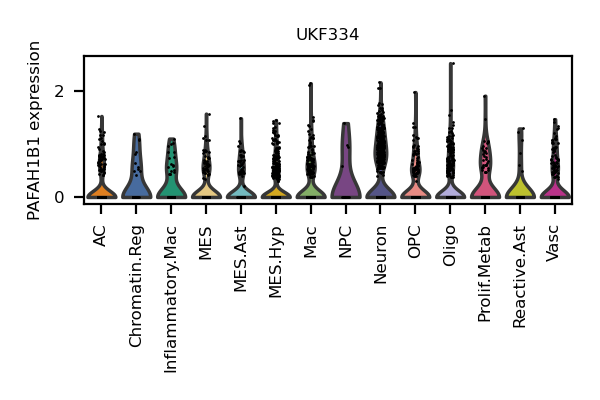 UKF334
PAFAH1B1 expression
2
0
AC
Chromatin.Reg
Inflammatory.Mac
MES
MES.Ast
MES.Hyp
Mac
NPC
Neuron
OPC
Oligo
Prolif.Metab
Reactive.Ast
Vasc